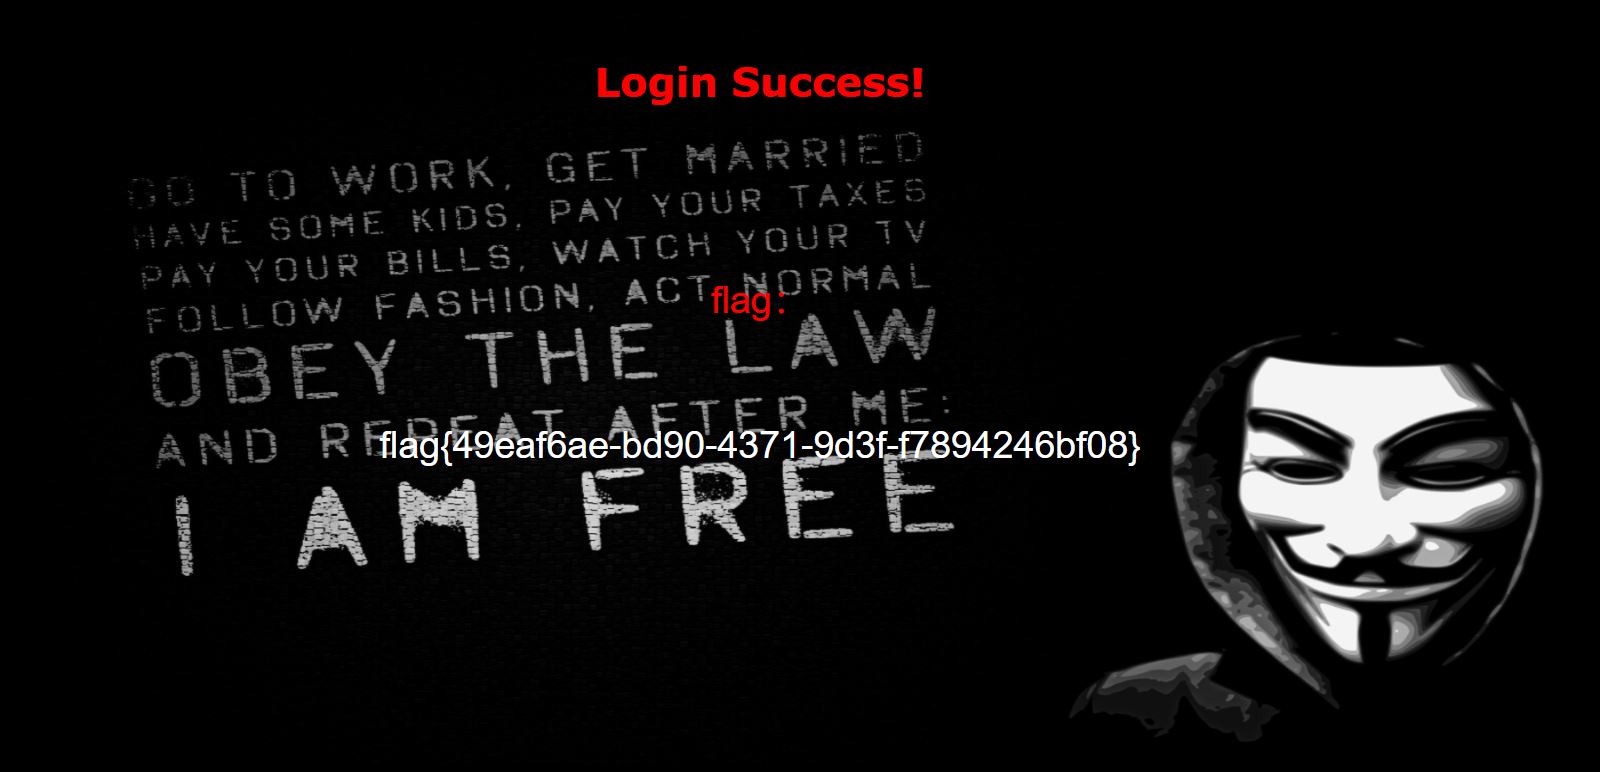 Login Success!
GO TO WORK, GET MARRIED
HAVE SOME KIDS, PAY YOUR TAXES
PAY YOUR BILLS, WATCH YOUR TV
FOLLOW FASHION, ACT NORMAL
flag：
OBEY THE LAW
AND REPEAT AFTER ME:
flag{49eaf6ae-bd90-4371-9d3f-f7894246bf08}
I AM FREE